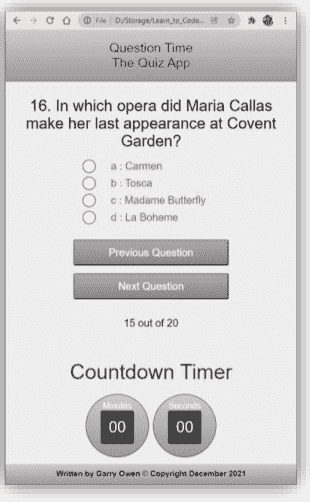 File | D:/Storage/Learn_to_Code...
Question Time
The Quiz App
16. In which opera did Maria Callas
make her last appearance at Covent
Garden?
a : Carmen
b : Tosca
c : Madame Butterfly
d : La Boheme
Previous Question
Next Question
15 out of 20
Countdown Timer
Minutes Seconds
00 00
Written by Garry Owen © Copyright December 2021